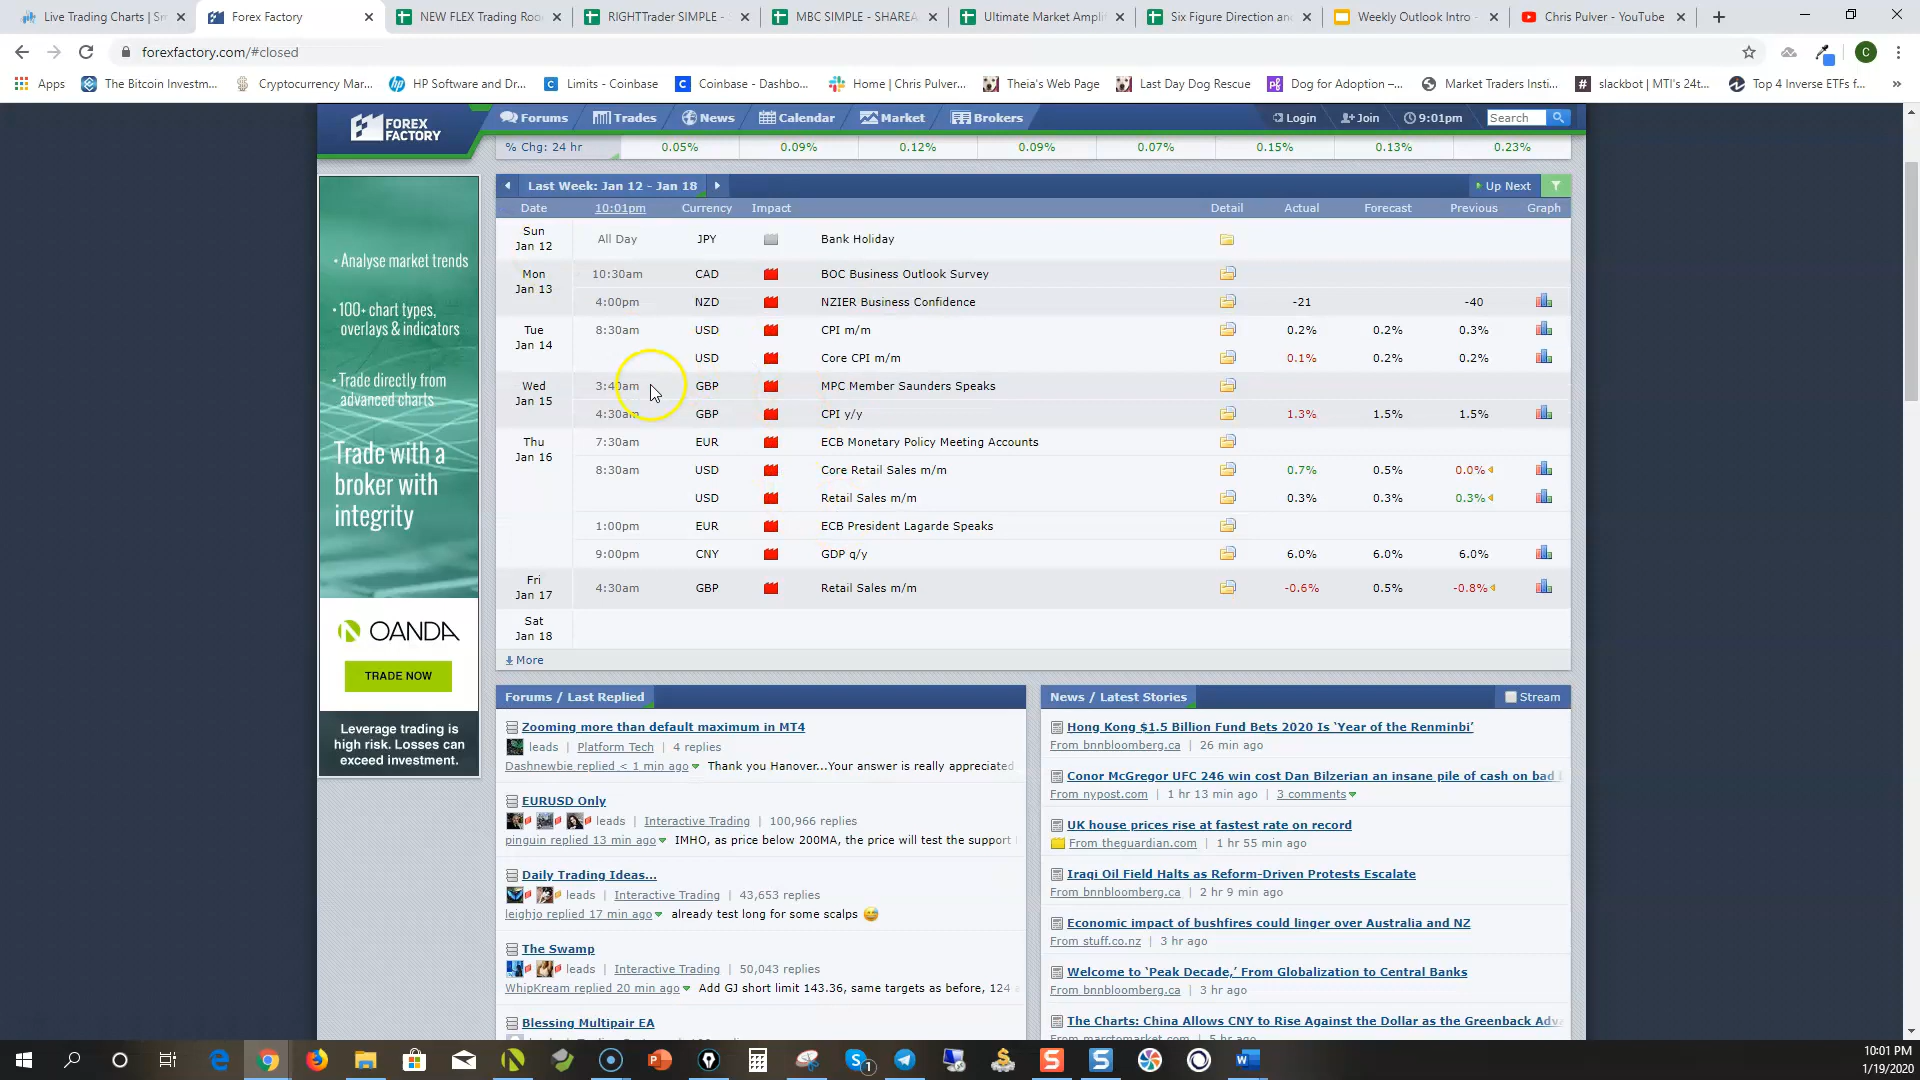 Live Trading Charts | Sm
Forex Factory
NEW FLEX Trading Roo
RIGHTTrader SIMPLE -
MBC SIMPLE - SHAREA
Ultimate Market Ampli
Six Figure Direction an
Weekly Outlook Intro -
Chris Pulver - YouTube
forexfactory.com/#closed
C
Apps
The Bitcoin Investm...
Cryptocurrency Mar...
HP Software and Dr...
Limits - Coinbase
Coinbase - Dashbo...
Home | Chris Pulver...
Theia's Web Page
Last Day Dog Rescue
Dog for Adoption –...
Market Traders Insti...
slackbot | MTI's 24t...
Top 4 Inverse ETFs f...
»
FOREX
FACTORY
Forums
Trades
News
Calendar
Market
Brokers
Login
Join
9:01pm
Search
% Chg: 24 hr 0.05% 0.09% 0.12% 0.09% 0.07% 0.15% 0.13% 0.23%
Last Week: Jan 12 - Jan 18
Up Next
Date 10:01pm Currency Impact Detail Actual Forecast Previous Graph
Sun
Jan 12
All Day JPY Bank Holiday
Mon
Jan 13
10:30am CAD BOC Business Outlook Survey
4:00pm NZD NZIER Business Confidence -21 -40
Tue
Jan 14
8:30am USD CPI m/m 0.2% 0.2% 0.3%
USD Core CPI m/m 0.1% 0.2% 0.2%
Wed
Jan 15
3:40am GBP MPC Member Saunders Speaks
4:30am GBP CPI y/y 1.3% 1.5% 1.5%
Thu
Jan 16
7:30am EUR ECB Monetary Policy Meeting Accounts
8:30am USD Core Retail Sales m/m 0.7% 0.5% 0.0%
USD Retail Sales m/m 0.3% 0.3% 0.3%
1:00pm EUR ECB President Lagarde Speaks
9:00pm CNY GDP q/y 6.0% 6.0% 6.0%
Fri
Jan 17
4:30am GBP Retail Sales m/m -0.6% 0.5% -0.8%
Sat
Jan 18
More
• Analyse market trends
• 100+ chart types,
overlays & indicators
• Trade directly from
advanced charts
Trade with a
broker with
integrity
OANDA
TRADE NOW
Leverage trading is
high risk. Losses can
exceed investment.
Forums / Last Replied
Zooming more than default maximum in MT4
leads | Platform Tech | 4 replies
Dashnewbie replied < 1 min ago Thank you Hanover...Your answer is really appreciated
EURUSD Only
leads | Interactive Trading | 100,966 replies
pinguin replied 13 min ago IMHO, as price below 200MA, the price will test the support
Daily Trading Ideas...
leads | Interactive Trading | 43,653 replies
leighjo replied 17 min ago already test long for some scalps 😅
The Swamp
leads | Interactive Trading | 50,043 replies
WhipKream replied 20 min ago Add GJ short limit 143.36, same targets as before, 124
Blessing Multipair EA
News / Latest Stories
Stream
Hong Kong $1.5 Billion Fund Bets 2020 Is ‘Year of the Renminbi’
From bnnbloomberg.ca | 26 min ago
Conor McGregor UFC 246 win cost Dan Bilzerian an insane pile of cash on bad
From nypost.com | 1 hr 13 min ago | 3 comments
UK house prices rise at fastest rate on record
From theguardian.com | 1 hr 55 min ago
Iraqi Oil Field Halts as Reform-Driven Protests Escalate
From bnnbloomberg.ca | 2 hr 9 min ago
Economic impact of bushfires could linger over Australia and NZ
From stuff.co.nz | 3 hr ago
Welcome to ‘Peak Decade,’ From Globalization to Central Banks
From bnnbloomberg.ca | 3 hr ago
The Charts: China Allows CNY to Rise Against the Dollar as the Greenback Adva
10:01 PM
1/19/2020